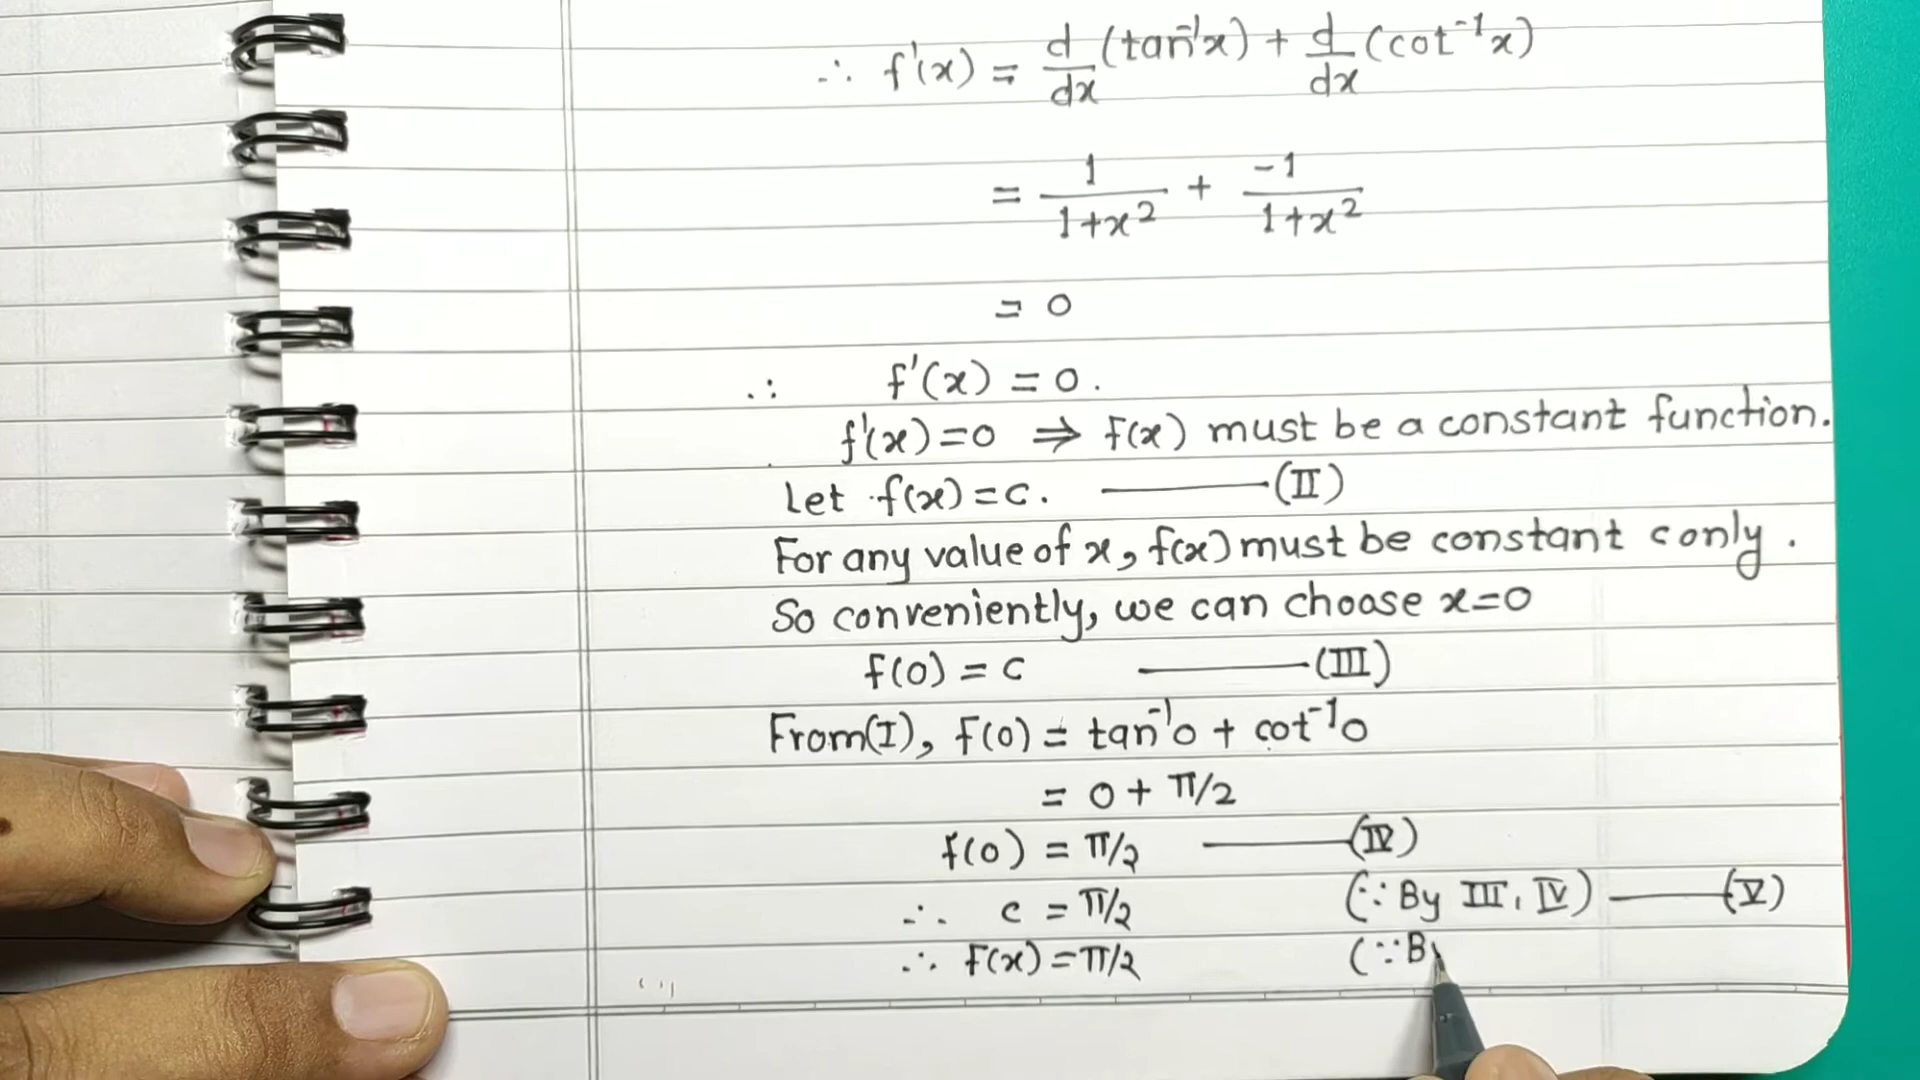 ∴ f'(x) = d/dx (tan⁻¹x) + d/dx (cot⁻¹x)
= 1/(1+x²) + -1/(1+x²)
= 0
∴ f'(x) = 0.
f'(x)=0 ⇒ f(x) must be a constant function.
Let f(x) = c. ———(II)
For any value of x, f(x) must be constant c only.
So conveniently, we can choose x=0
f(0) = c ———(III)
From(I), f(0) = tan⁻¹0 + cot⁻¹0
= 0 + π/2
f(0) = π/2 ———(IV)
∴ c = π/2 (∵ By III, IV) ———(V)
∴ f(x) = π/2 (∵ By